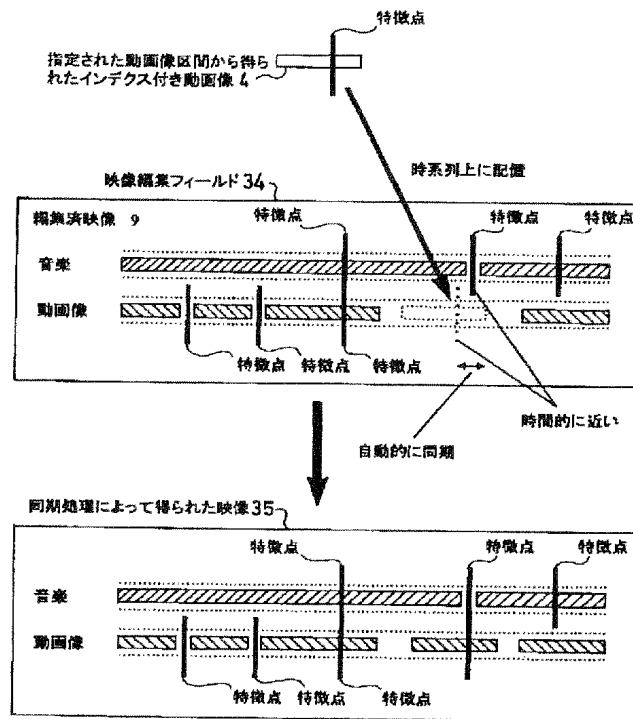 特徴点
指定された動画像区間から得ら
れたインデクス付き動画像 4
時系列上に配置
映像編集フィールド 34
編集済映像 9
特徴点
特徴点
特徴点
音楽
動画像
特徴点
特徴点
特徴点
時間的に近い
自動的に同期
同期処理によって得られた映像 35
特徴点
特徴点
特徴点
音楽
動画像
特徴点
特徴点
特徴点